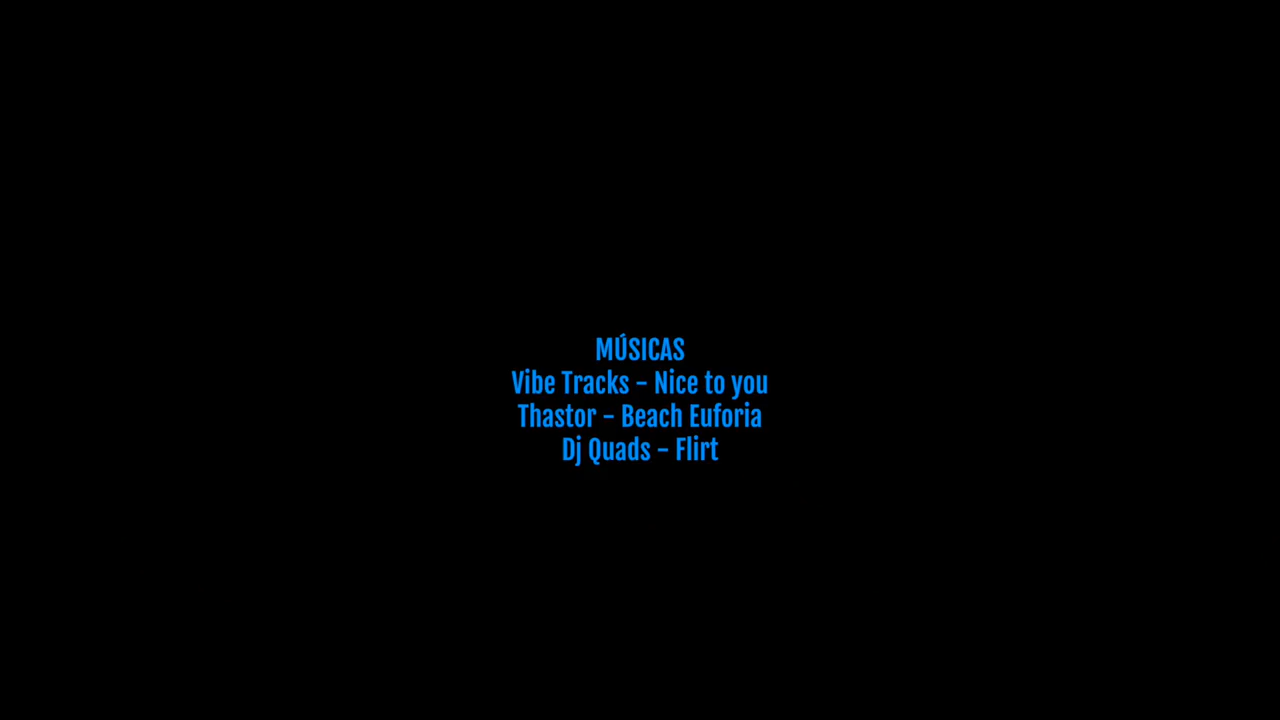 MÚSICAS
Vibe Tracks - Nice to you
Thastor - Beach Euforia
Dj Quads - Flirt